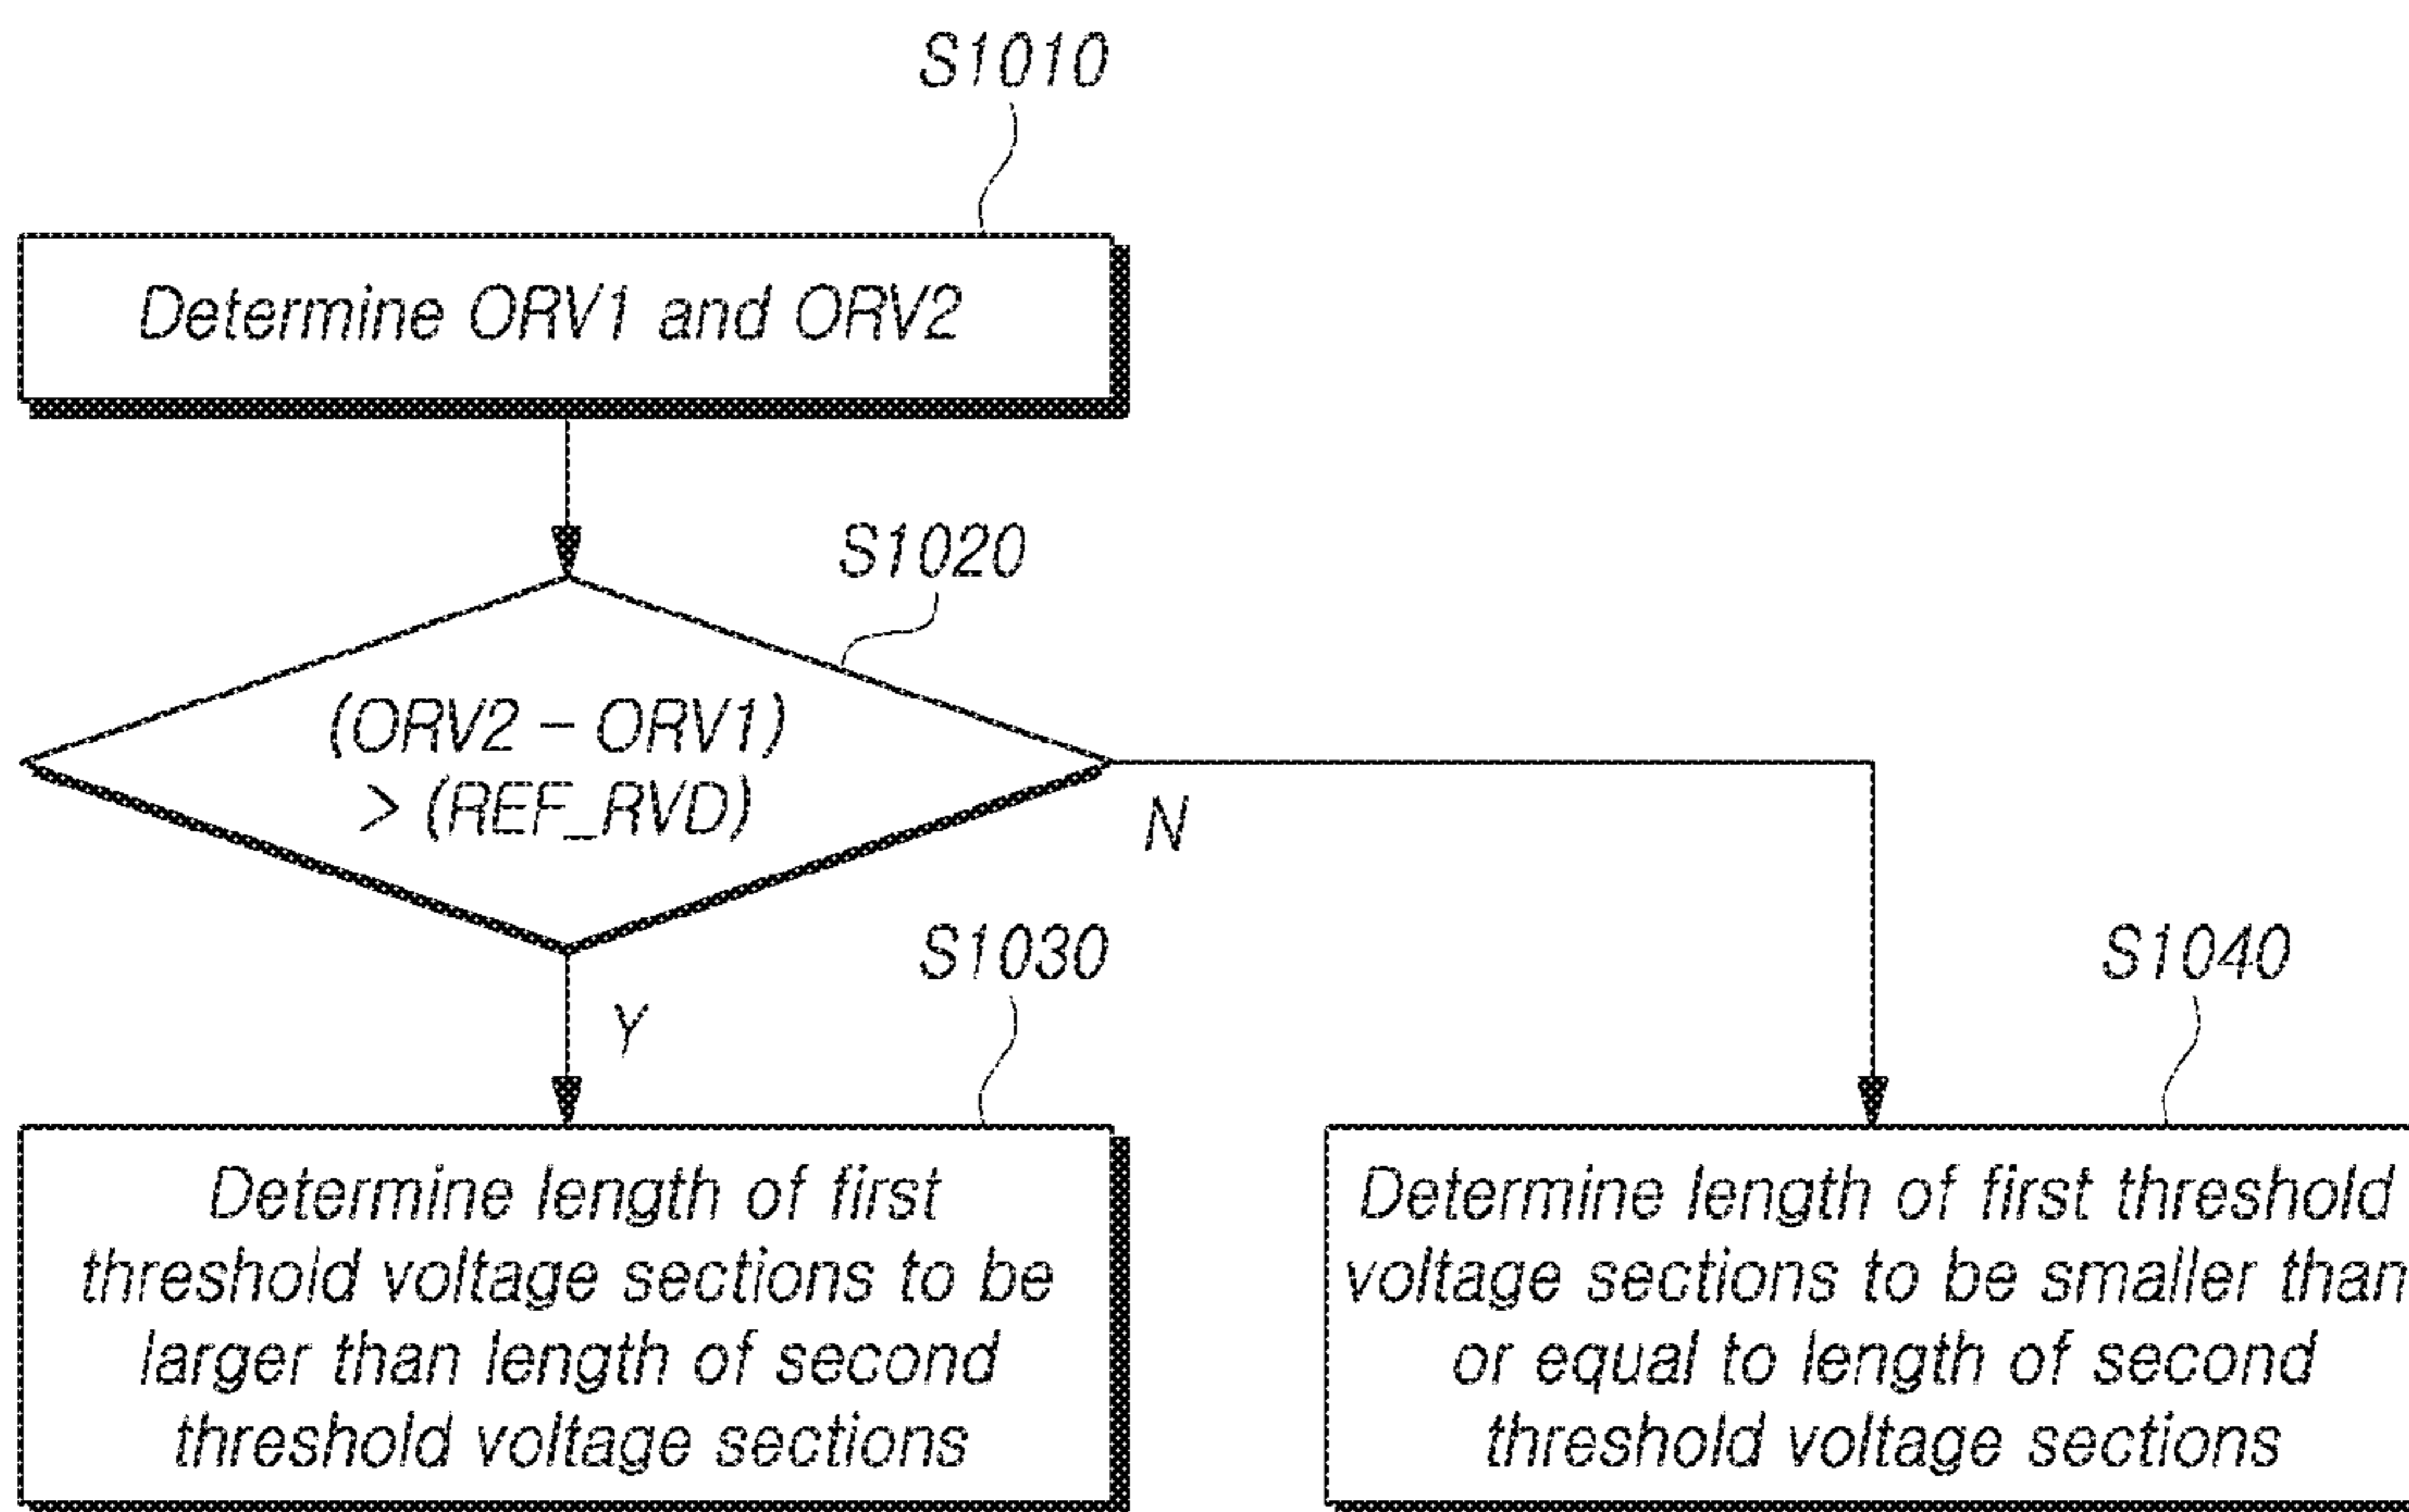 S1010
Determine ORV1 and ORV2
S1020
(ORV2 – ORV1)
> (REF_RVD)
N
Y
S1030
Determine length of first
threshold voltage sections to be
larger than length of second
threshold voltage sections
S1040
Determine length of first threshold
voltage sections to be smaller than
or equal to length of second
threshold voltage sections